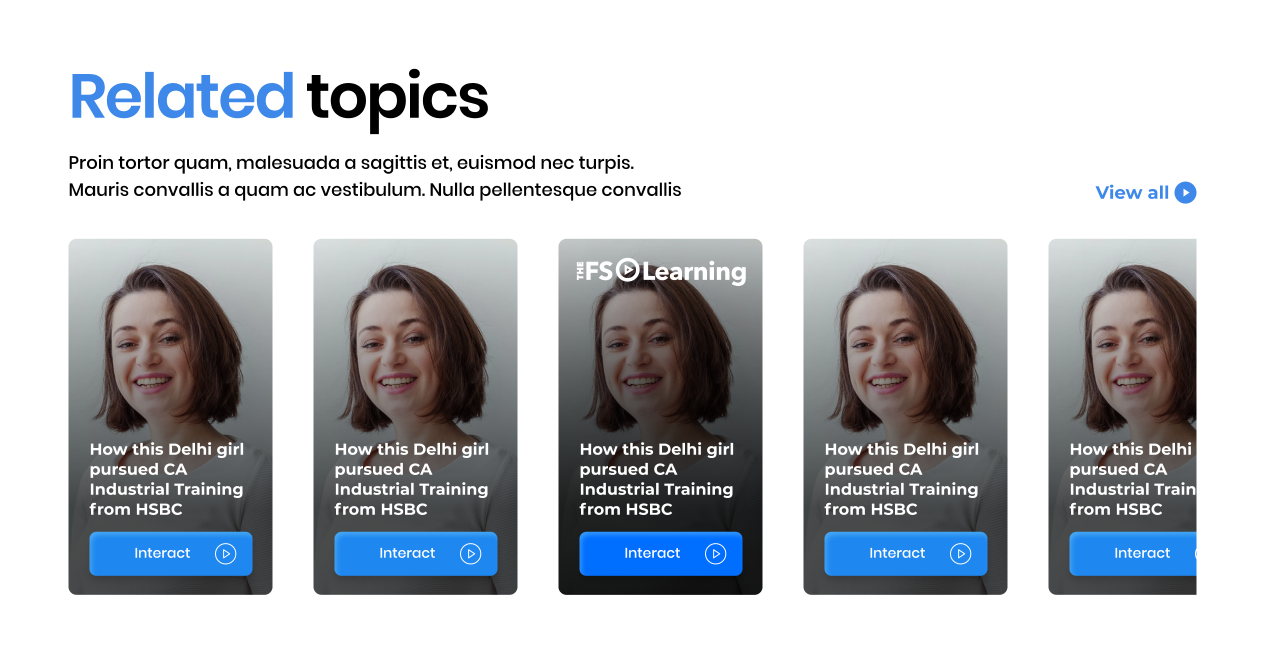 Related topics
Proin tortor quam, malesuada a sagittis et, euismod nec turpis.
Mauris convallis a quam ac vestibulum. Nulla pellentesque convallis
View all
How this Delhi girl
pursued CA
Industrial Training
from HSBC
Interact
How this Delhi girl
pursued CA
Industrial Training
from HSBC
Interact
THE FS Learning
How this Delhi girl
pursued CA
Industrial Training
from HSBC
Interact
How this Delhi girl
pursued CA
Industrial Training
from HSBC
Interact
How this Delhi
pursued CA
Industrial Train
from HSBC
Interact